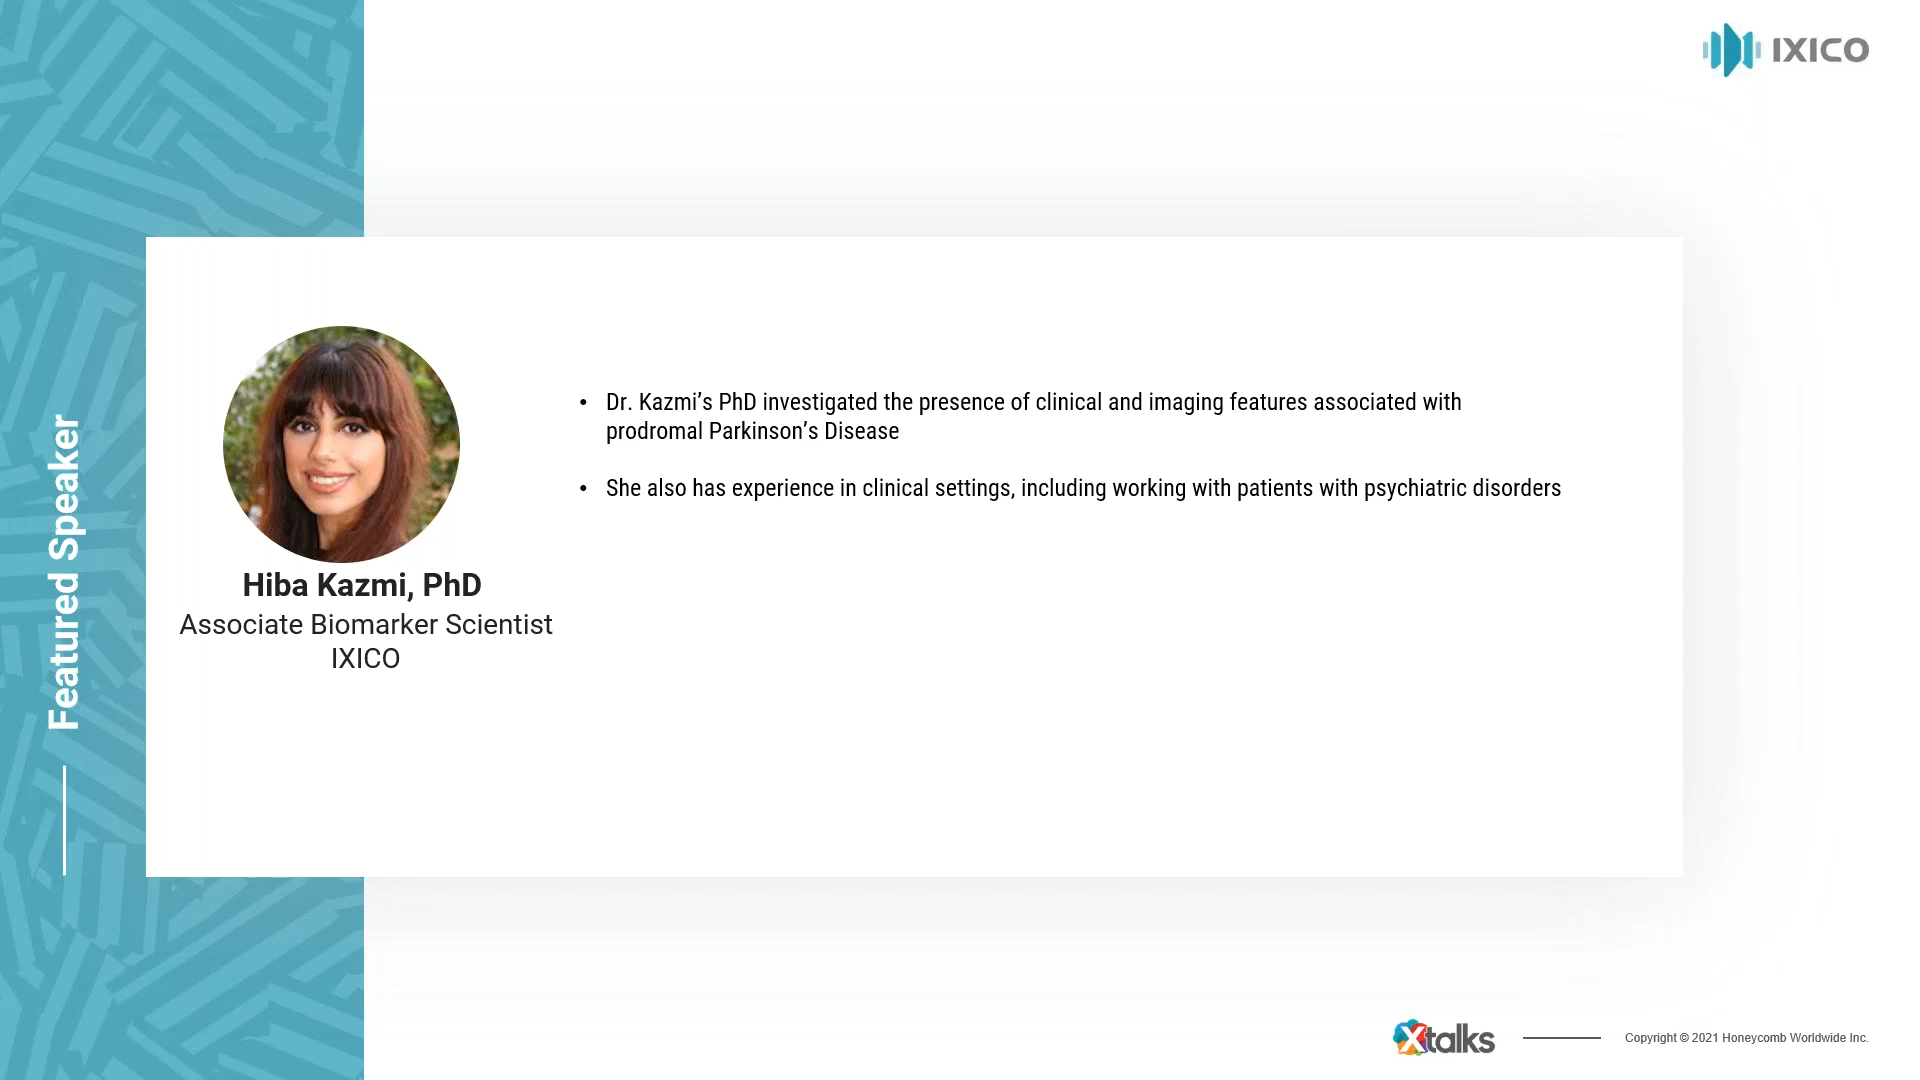 IXICO
Featured Speaker
• Dr. Kazmi’s PhD investigated the presence of clinical and imaging features associated with
prodromal Parkinson’s Disease
• She also has experience in clinical settings, including working with patients with psychiatric disorders
Hiba Kazmi, PhD
Associate Biomarker Scientist
IXICO
Xtalks
Copyright © 2021 Honeycomb Worldwide Inc.